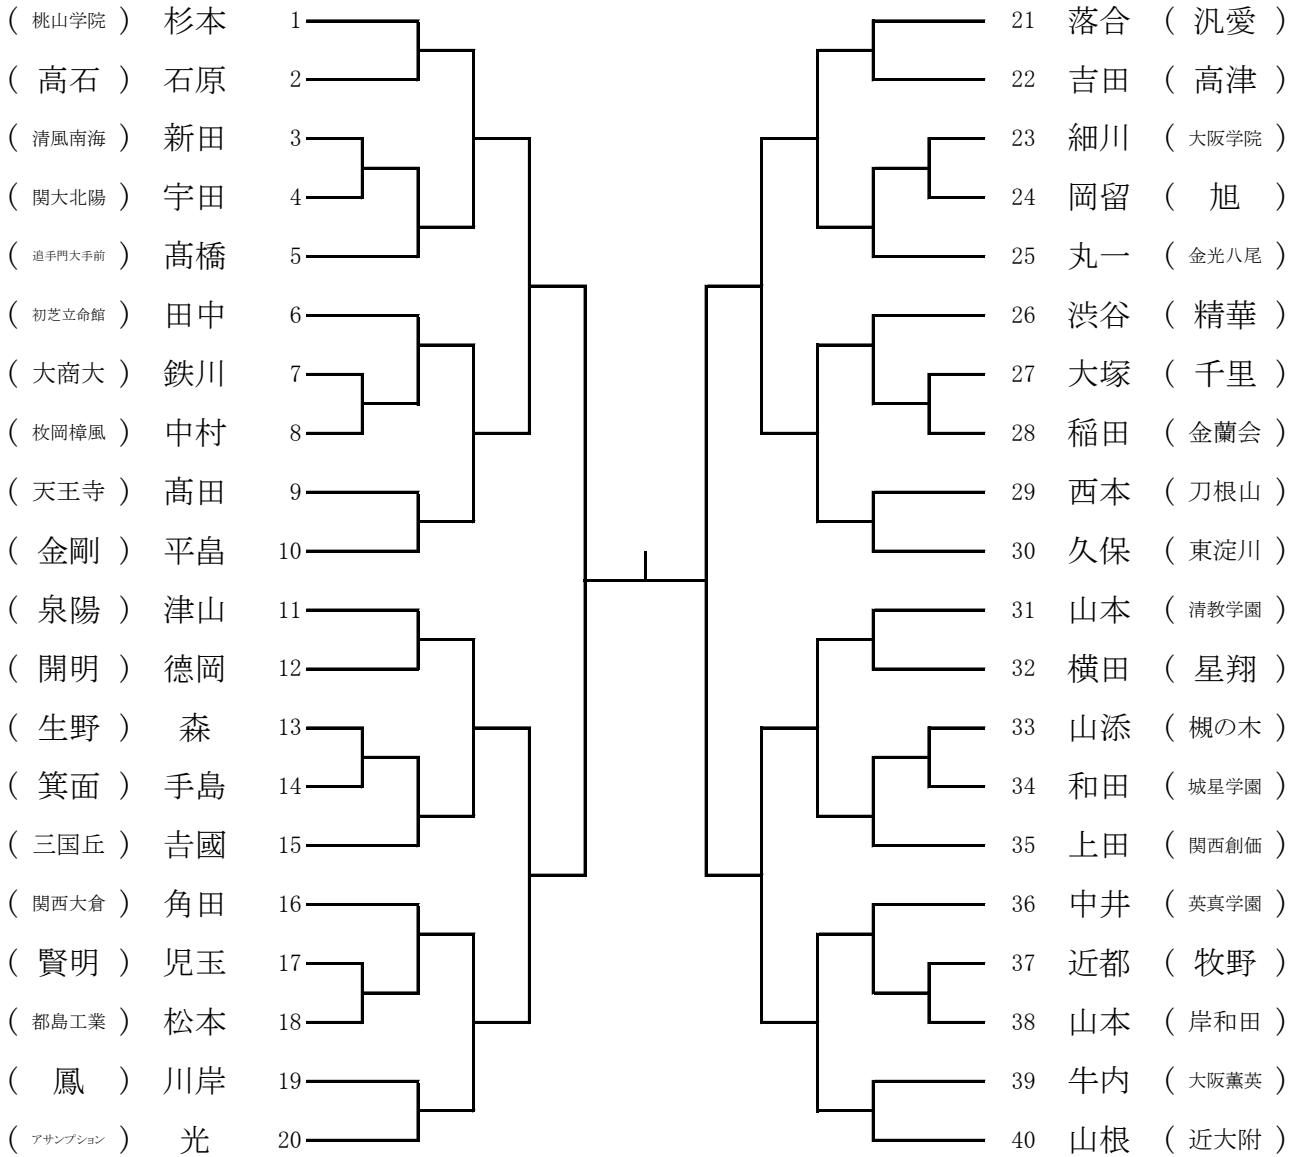 ( 桃山学院 ) 杉本 1 21 落合 ( 汎愛 )
( 高石 ) 石原 2 22 吉田 ( 高津 )
( 清風南海 ) 新田 3 23 細川 ( 大阪学院 )
( 関大北陽 ) 宇田 4 24 岡留 ( 旭 )
( 追手門大手前 ) 髙橋 5 25 丸一 ( 金光八尾 )
( 初芝立命館 ) 田中 6 26 渋谷 ( 精華 )
( 大商大 ) 鉄川 7 27 大塚 ( 千里 )
( 枚岡樟風 ) 中村 8 28 稲田 ( 金蘭会 )
( 天王寺 ) 髙田 9 29 西本 ( 刀根山 )
( 金剛 ) 平畠 10 30 久保 ( 東淀川 )
( 泉陽 ) 津山 11 31 山本 ( 清教学園 )
( 開明 ) 德岡 12 32 横田 ( 星翔 )
( 生野 ) 森 13 33 山添 ( 槻の木 )
( 箕面 ) 手島 14 34 和田 ( 城星学園 )
( 三国丘 ) 𠮷國 15 35 上田 ( 関西創価 )
( 関西大倉 ) 角田 16 36 中井 ( 英真学園 )
( 賢明 ) 児玉 17 37 近都 ( 牧野 )
( 都島工業 ) 松本 18 38 山本 ( 岸和田 )
( 鳳 ) 川岸 19 39 牛内 ( 大阪薫英 )
( アサンプション ) 光 20 40 山根 ( 近大附 )